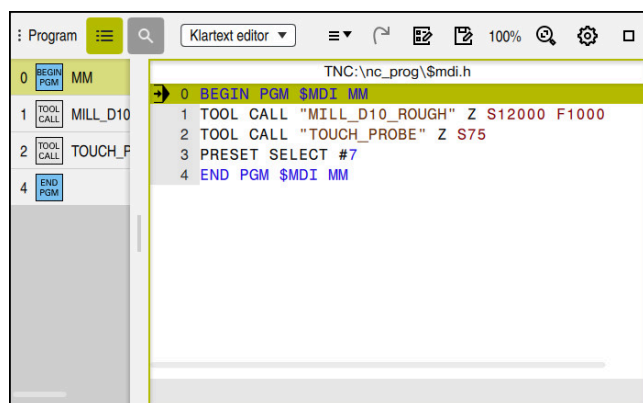 Program
Klartext editor
100%
TNC:\nc_prog\$mdi.h
0 BEGIN PGM MM
1 TOOL CALL MILL_D10
2 TOOL CALL TOUCH_P
4 END PGM
0 BEGIN PGM $MDI MM
1 TOOL CALL "MILL_D10_ROUGH" Z S12000 F1000
2 TOOL CALL "TOUCH_PROBE" Z S75
3 PRESET SELECT #7
4 END PGM $MDI MM